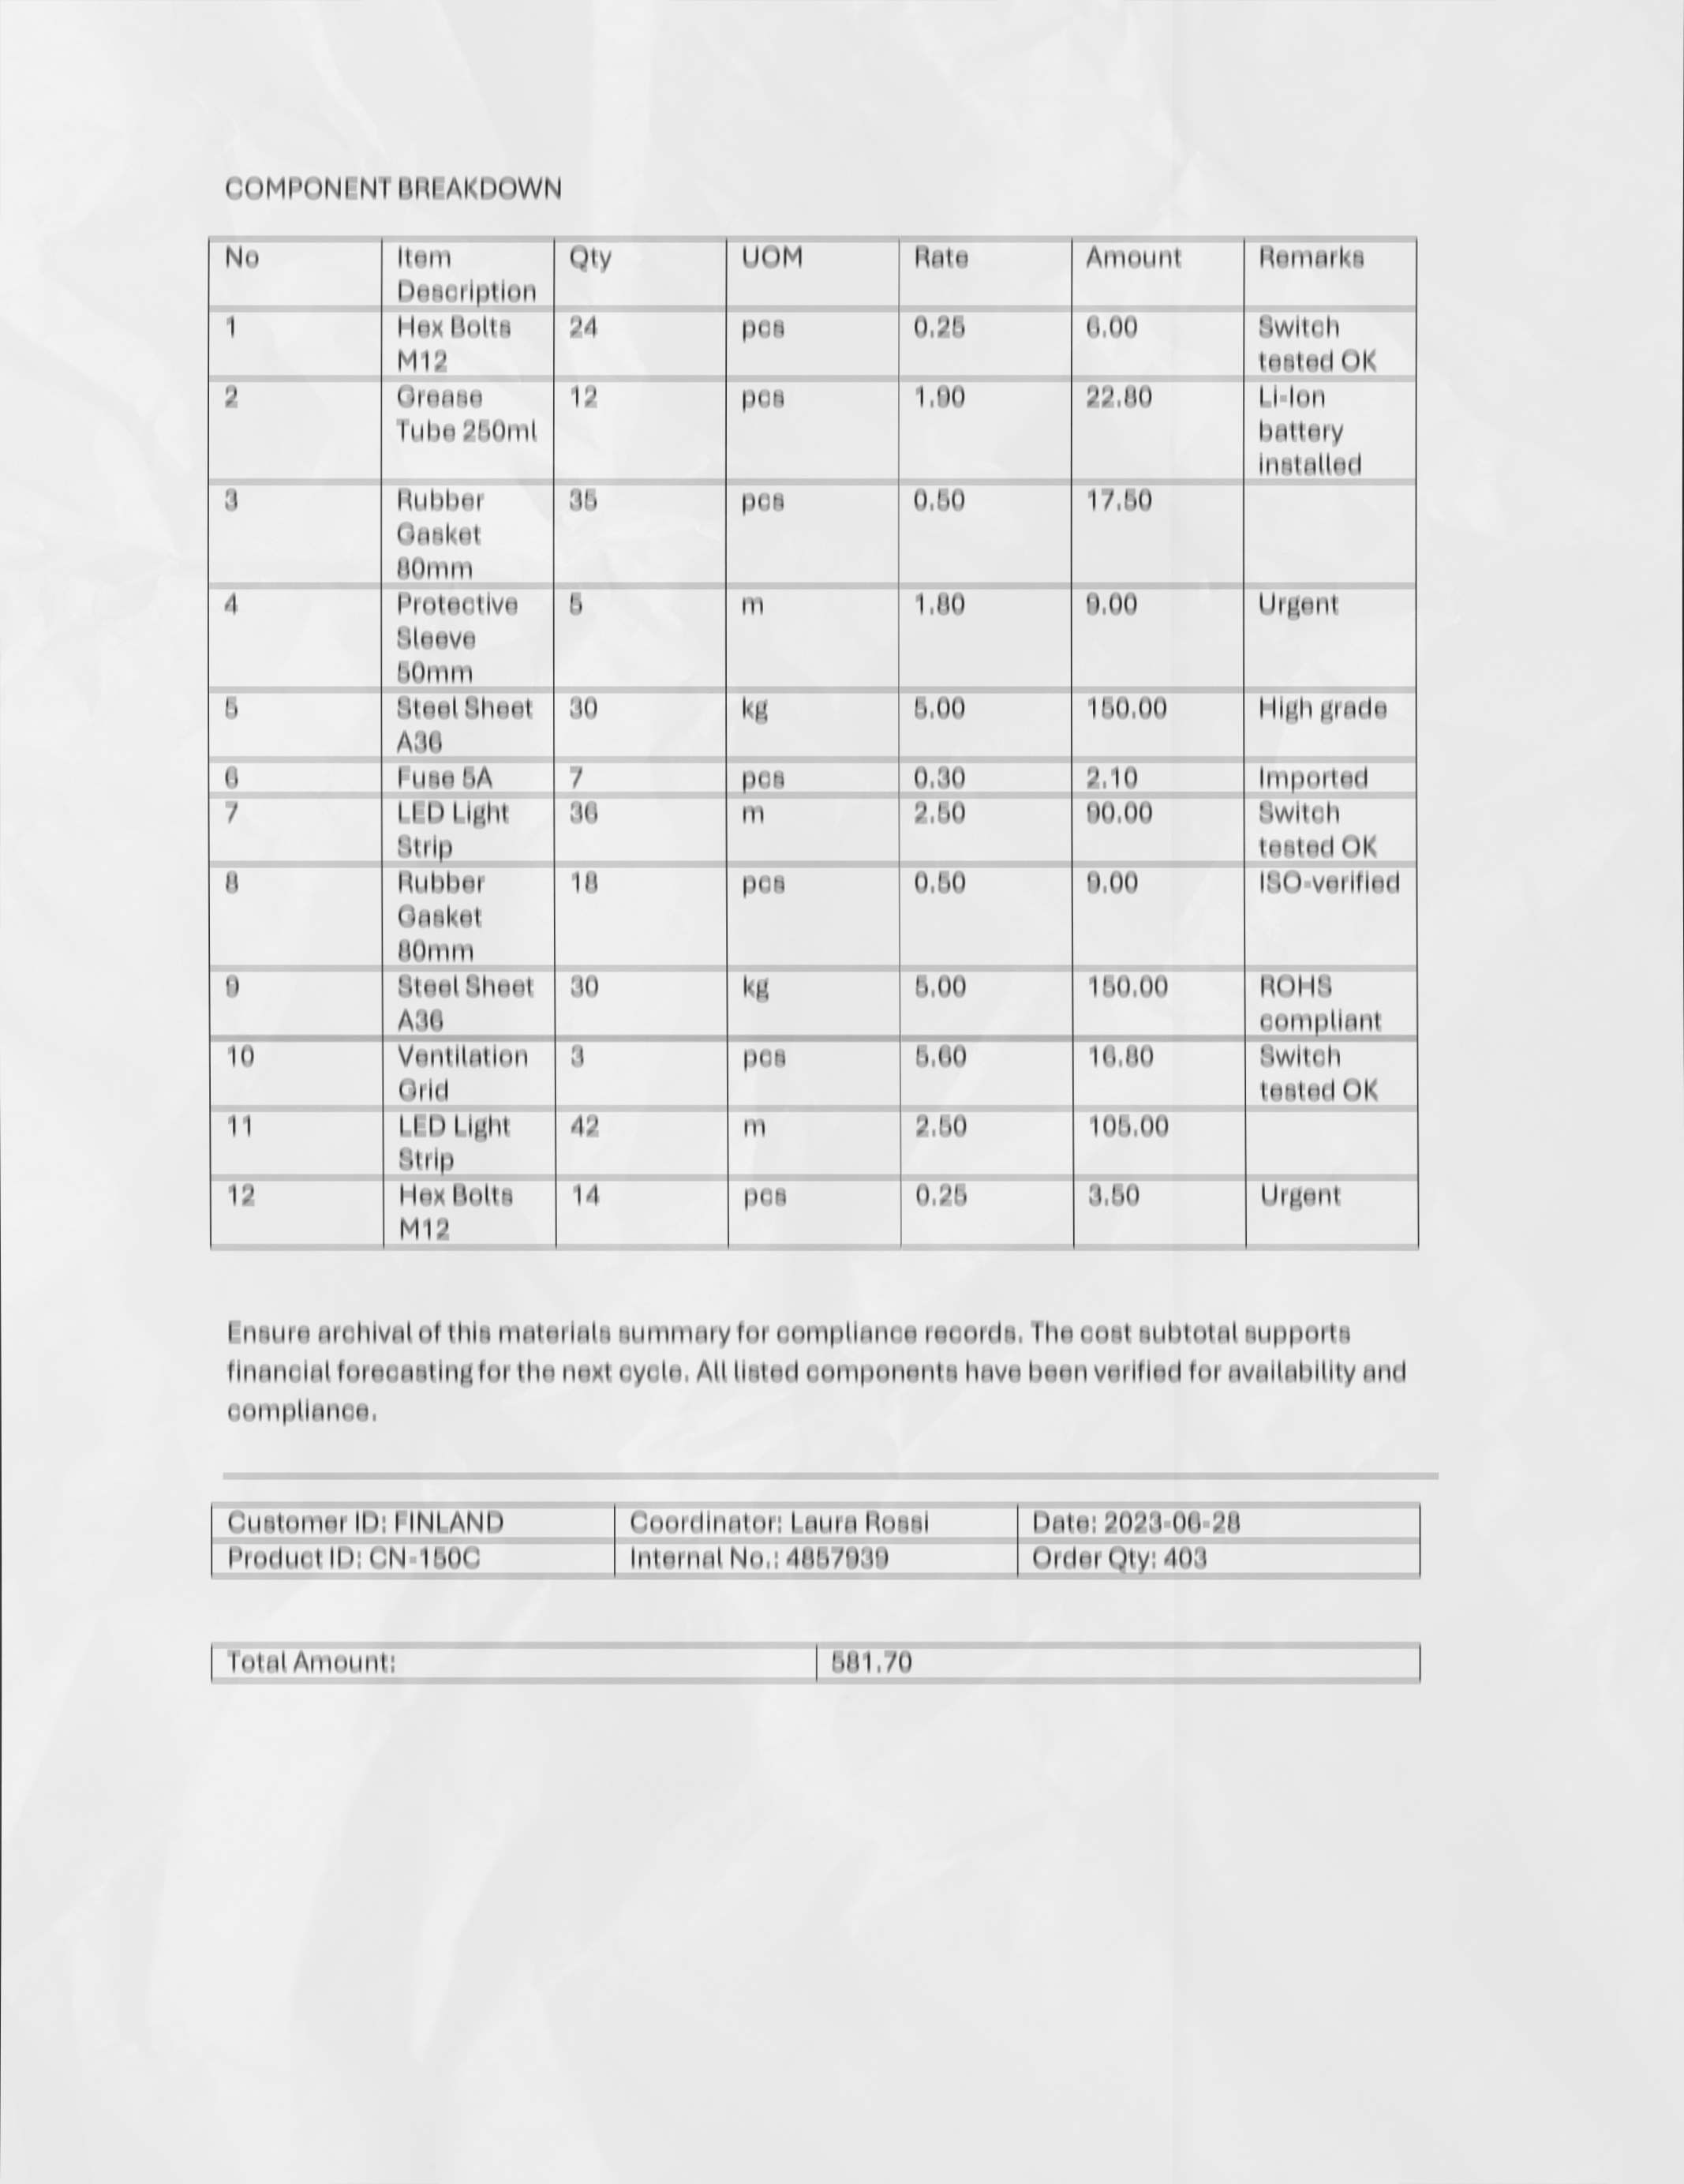 COMPONENT BREAKDOWN
No Item Description Qty UOM Rate Amount Remarks
1 Hex Bolts M12 24 pcs 0.25 6.00 Switch tested OK
2 Grease Tube 250ml 12 pcs 1.90 22.80 Li-Ion battery installed
3 Rubber Gasket 80mm 35 pcs 0.50 17.50
4 Protective Sleeve 50mm 5 m 1.80 9.00 Urgent
5 Steel Sheet A36 30 kg 5.00 150.00 High grade
6 Fuse 5A 7 pcs 0.30 2.10 Imported
7 LED Light Strip 36 m 2.50 90.00 Switch tested OK
8 Rubber Gasket 80mm 18 pcs 0.50 9.00 ISO-verified
9 Steel Sheet A36 30 kg 5.00 150.00 ROHS compliant
10 Ventilation Grid 3 pcs 5.60 16.80 Switch tested OK
11 LED Light Strip 42 m 2.50 105.00
12 Hex Bolts M12 14 pcs 0.25 3.50 Urgent
Ensure archival of this materials summary for compliance records. The cost subtotal supports
financial forecasting for the next cycle. All listed components have been verified for availability and
compliance.
Customer ID: FINLAND Coordinator: Laura Rossi Date: 2023-06-28
Product ID: CN-150C Internal No.: 4857939 Order Qty: 403
Total Amount: 581.70